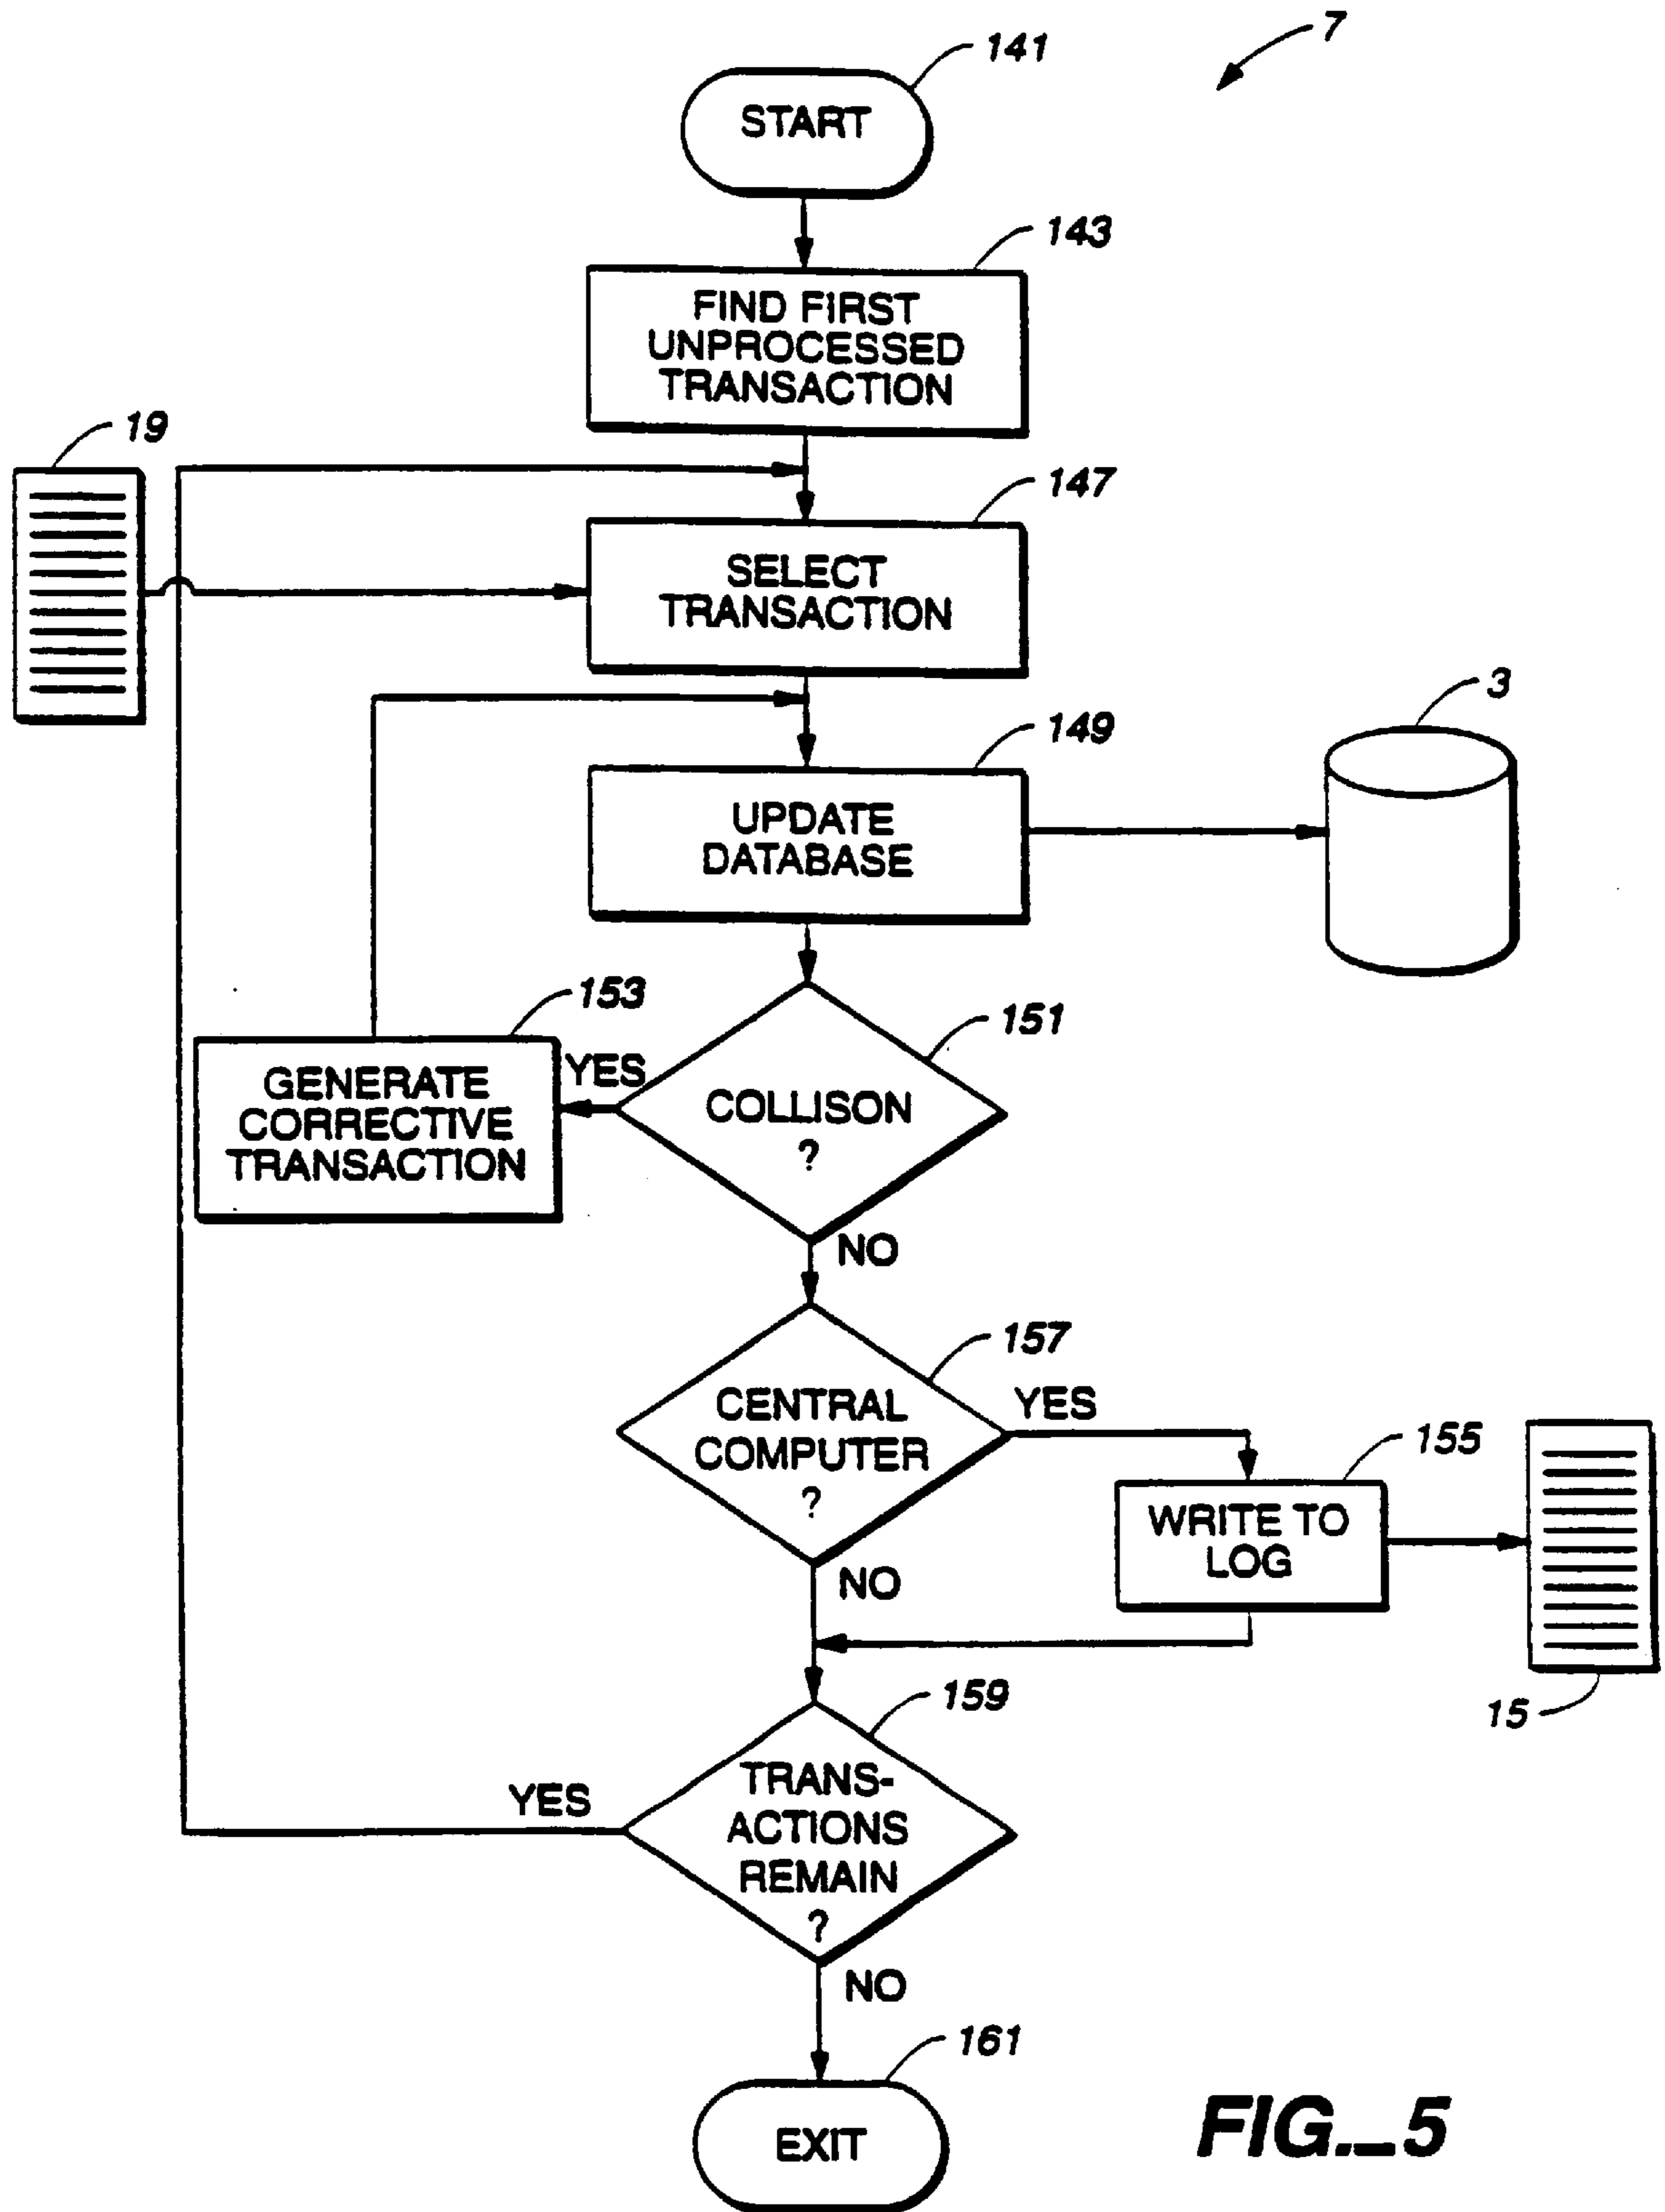 7
141
START
143
FIND FIRST
UNPROCESSED
TRANSACTION
19
147
SELECT
TRANSACTION
3
149
UPDATE
DATABASE
153
151
GENERATE
CORRECTIVE
TRANSACTION
YES
COLLISON
?
NO
157
CENTRAL
COMPUTER
?
YES
155
WRITE TO
LOG
NO
15
159
TRANS-
ACTIONS
REMAIN
?
YES
NO
161
EXIT
FIG._5